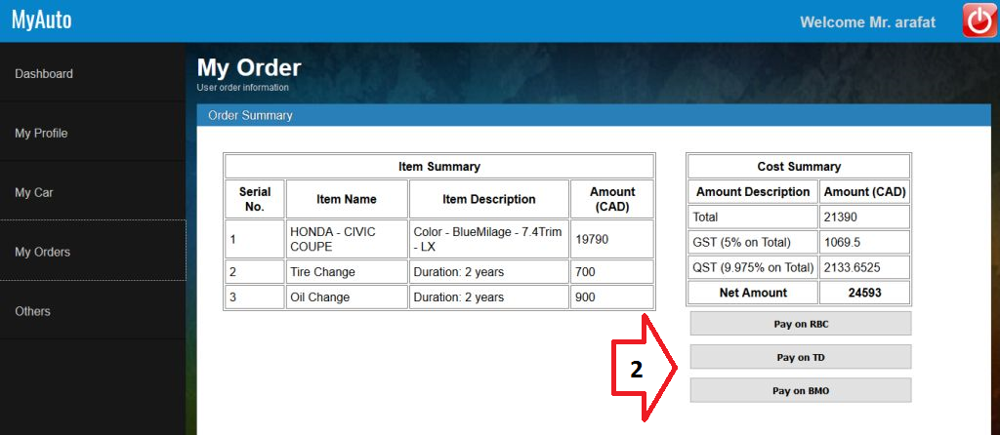 MyAuto
Welcome Mr. arafat
Dashboard
My Profile
My Car
My Orders
Others
My Order
User order information
Order Summary
Item Summary
Serial No. Item Name Item Description Amount (CAD)
1 HONDA - CIVIC COUPE Color - BlueMilage - 7.4Trim - LX 19790
2 Tire Change Duration: 2 years 700
3 Oil Change Duration: 2 years 900
Cost Summary
Amount Description Amount (CAD)
Total 21390
GST (5% on Total) 1069.5
QST (9.975% on Total) 2133.6525
Net Amount 24593
Pay on RBC
Pay on TD
Pay on BMO
2